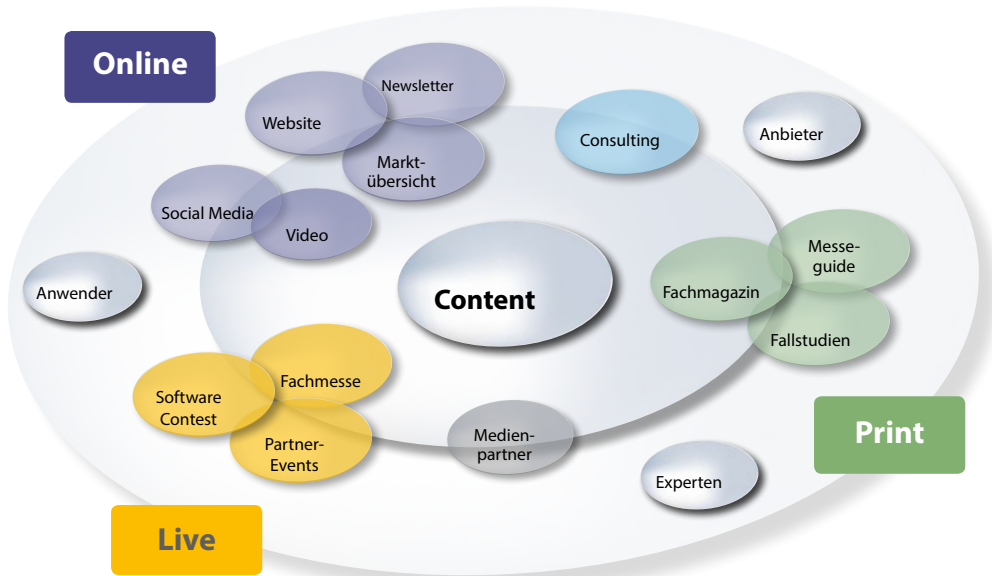 Online
Newsletter
Website
Markt-
übersicht
Consulting
Anbieter
Social Media
Video
Messe-
guide
Fachmagazin
Fallstudien
Anwender
Content
Fachmesse
Software
Contest
Partner-
Events
Medien-
partner
Experten
Print
Live